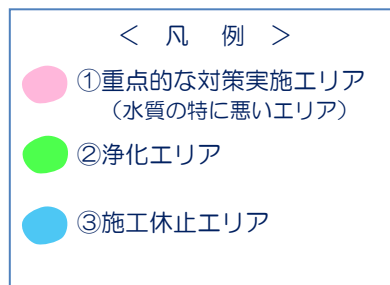 ＜ 凡 例 ＞
①重点的な対策実施エリア
（水質の特に悪いエリア）
②浄化エリア
③施工休止エリア